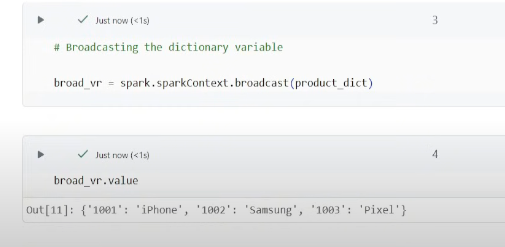 Just now (<1s)
3
# Broadcasting the dictionary variable
broad_vr = spark.sparkContext.broadcast(product_dict)
Just now (<1s)
4
broad_vr.value
Out[11]: {'1001': 'iPhone', '1002': 'Samsung', '1003': 'Pixel'}